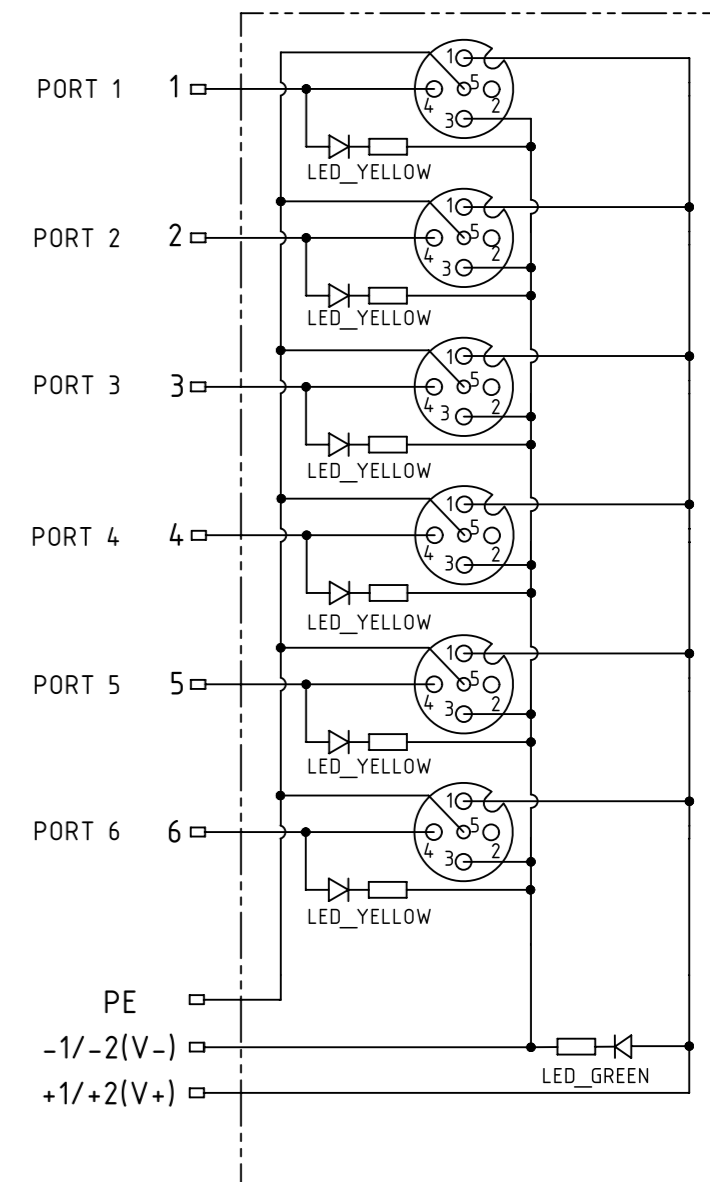 1
PORT 1 1
4 5 2
3
LED_YELLOW
1
PORT 2 2
4 5 2
3
LED_YELLOW
1
PORT 3 3
4 5 2
3
LED_YELLOW
1
PORT 4 4
4 5 2
3
LED_YELLOW
1
PORT 5 5
4 5 2
3
LED_YELLOW
1
PORT 6 6
4 5 2
3
LED_YELLOW
PE
-1/-2(V-)
LED_GREEN
+1/+2(V+)